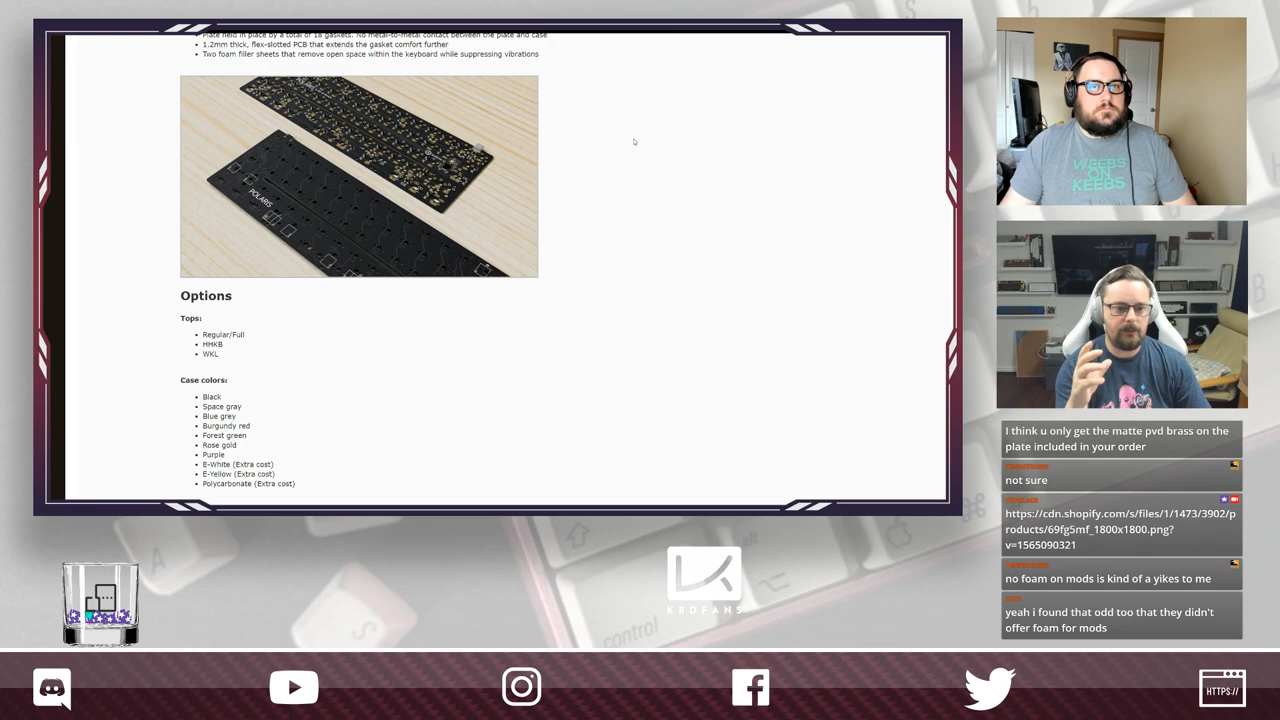 Plate held in place by a total of 18 gaskets. No metal-to-metal contact between the plate and case
1.2mm thick, flex-slotted PCB that extends the gasket comfort further
Two foam filler sheets that remove open space within the keyboard while suppressing vibrations
POLARIS
Options
Tops:
Regular/Full
HHKB
WKL
Case colors:
Black
Space gray
Blue grey
Burgundy red
Forest green
Rose gold
Purple
E-White (Extra cost)
E-Yellow (Extra cost)
Polycarbonate (Extra cost)
WEEBS
ON
KEEBS
I think u only get the matte pvd brass on the
plate included in your order
not sure
https://cdn.shopify.com/s/files/1/1473/3902/p
roducts/69fg5mf_1800x1800.png?
v=1565090321
no foam on mods is kind of a yikes to me
yeah i found that odd too that they didn't
offer foam for mods
KBDFANS
control
HTTPS://